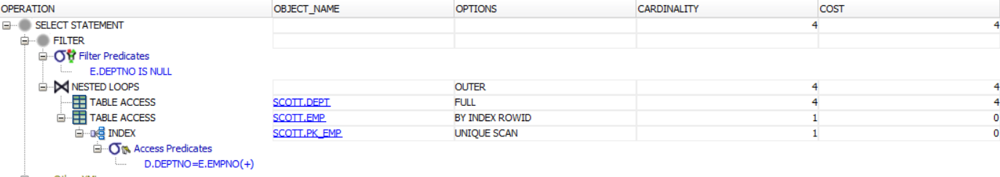 OPERATION OBJECT_NAME OPTIONS CARDINALITY COST
SELECT STATEMENT 4 4
FILTER
Filter Predicates
E.DEPTNO IS NULL
NESTED LOOPS OUTER 4 4
TABLE ACCESS SCOTT.DEPT FULL 4 4
TABLE ACCESS SCOTT.EMP BY INDEX ROWID 1 0
INDEX SCOTT.PK_EMP UNIQUE SCAN 1 0
Access Predicates
D.DEPTNO=E.EMPNO(+)